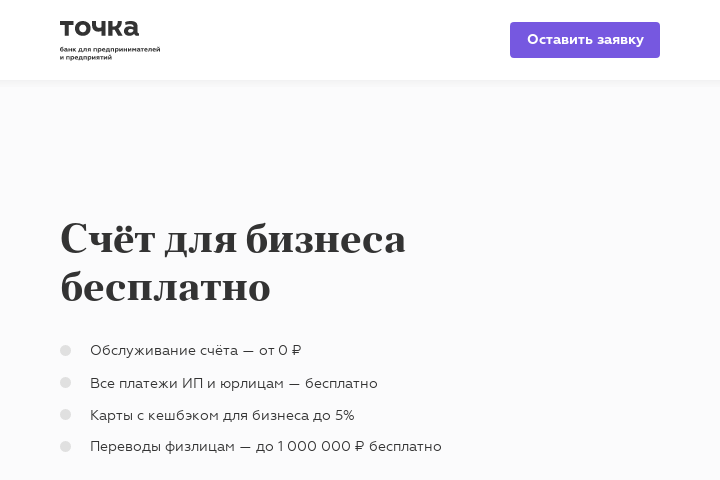 точка
банк для предпринимателей
и предприятий
Оставить заявку
Счёт для бизнеса
бесплатно
Обслуживание счёта — от 0 ₽
Все платежи ИП и юрлицам — бесплатно
Карты с кешбэком для бизнеса до 5%
Переводы физлицам — до 1 000 000 ₽ бесплатно